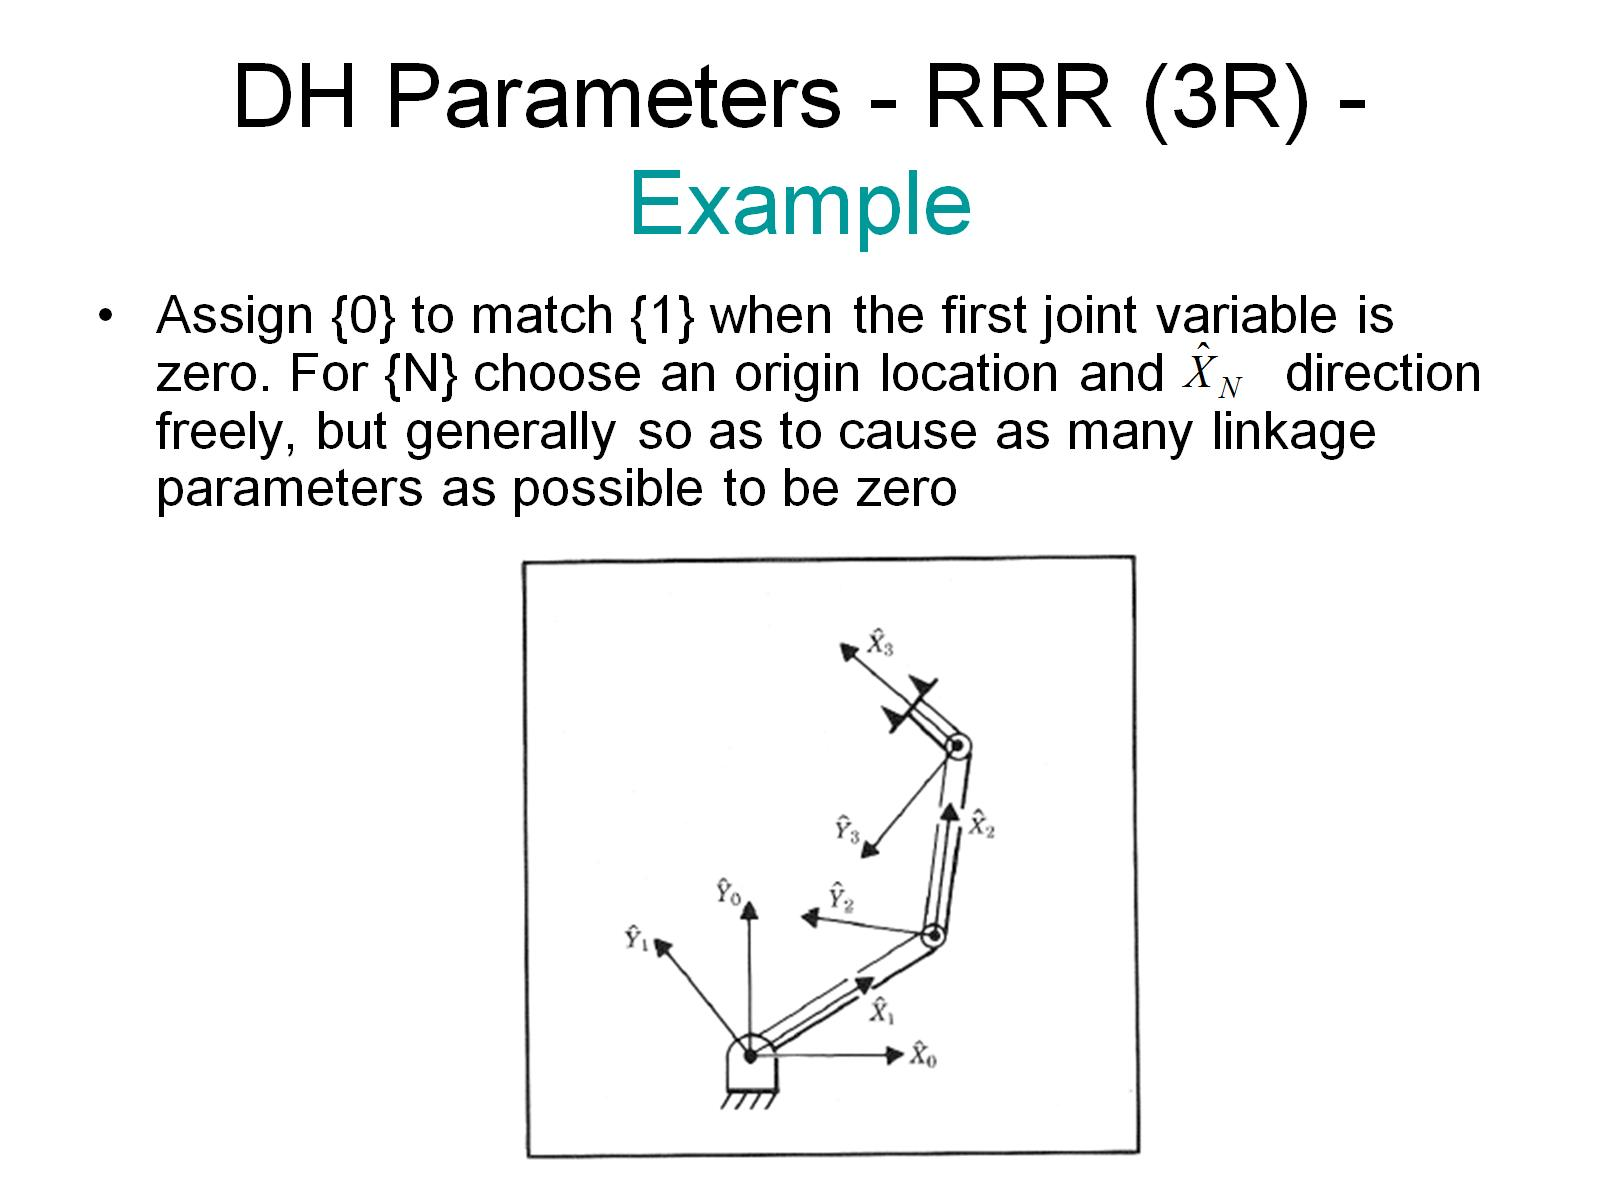 DH Parameters - RRR (3R) -
Example
• Assign {0} to match {1} when the first joint variable is
zero. For {N} choose an origin location and X̂_N direction
freely, but generally so as to cause as many linkage
parameters as possible to be zero
X̂₃
Ŷ₃
X̂₂
Ŷ₀
Ŷ₂
Ŷ₁
X̂₁
X̂₀